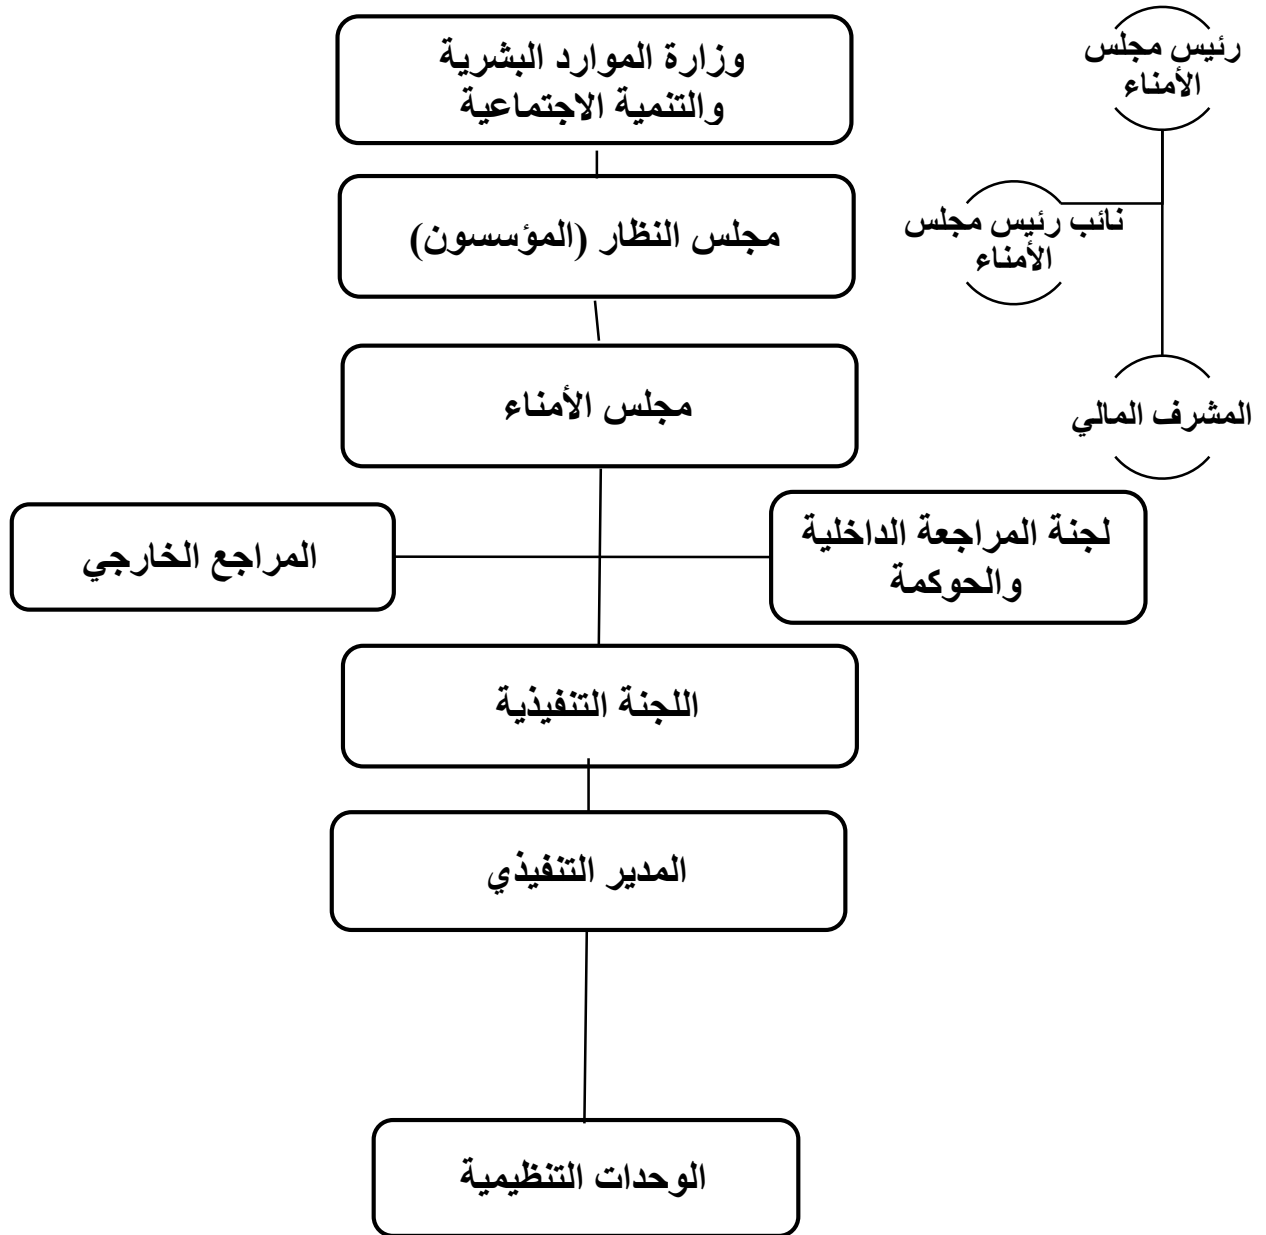 وزارة الموارد البشرية
والتنمية الاجتماعية
رئيس مجلس
الأمناء
مجلس النظار (المؤسسون)
نائب رئيس مجلس
الأمناء
مجلس الأمناء
المشرف المالي
لجنة المراجعة الداخلية
والحوكمة
المراجع الخارجي
اللجنة التنفيذية
المدير التنفيذي
الوحدات التنظيمية